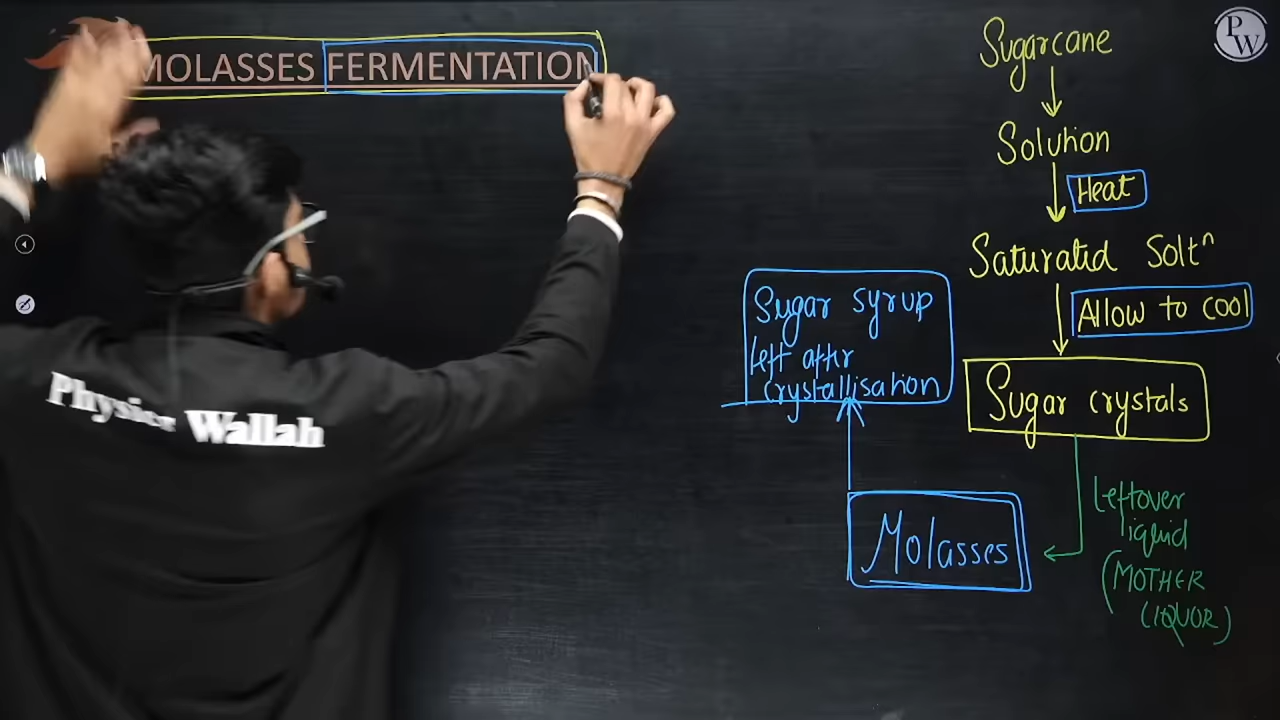 MOLASSES FERMENTATION
PW
Sugarcane
Solution
Heat
Saturated Soltⁿ
Allow to cool
Sugar crystals
Sugar syrup
left after
crystallisation
Molasses
Leftover
liquid
(MOTHER
LIQUOR)
Physics Wallah